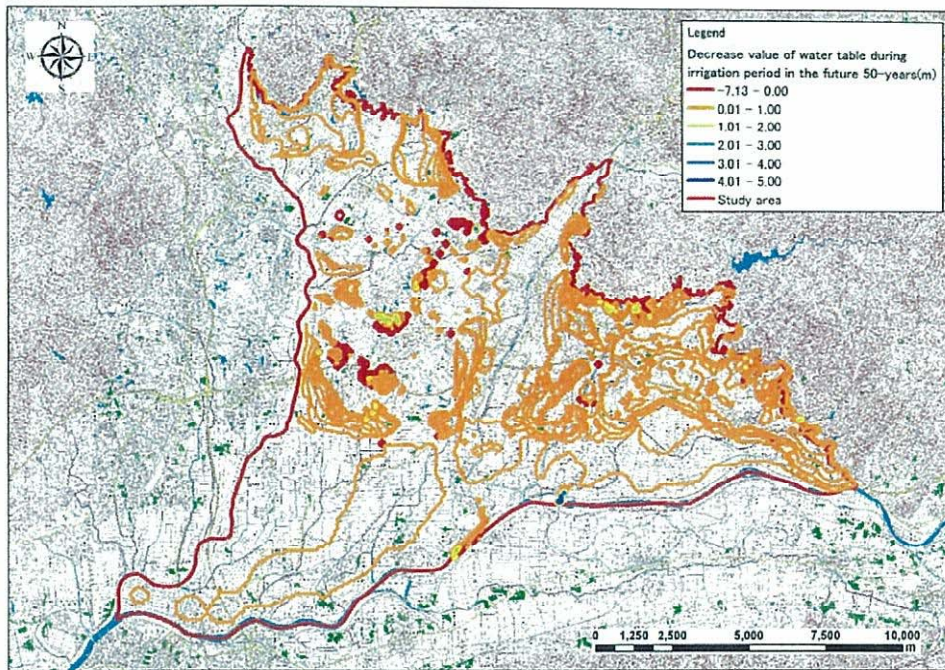 N
W
E
S
Legend
Decrease value of water table during
irrigation period in the future 50-years(m)
-7.13 - 0.00
0.01 - 1.00
1.01 - 2.00
2.01 - 3.00
3.01 - 4.00
4.01 - 5.00
Study area
0 1,250 2,500 5,000 7,500 10,000
m